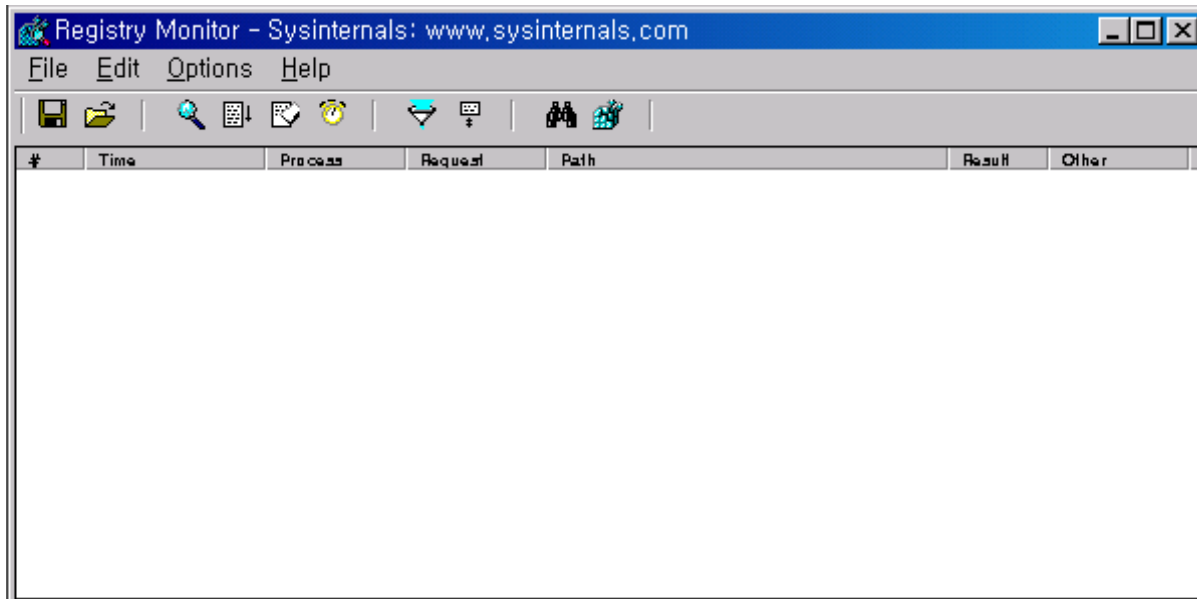 Registry Monitor - Sysinternals: www.sysinternals.com
File Edit Options Help
# Time Process Request Path Result Other